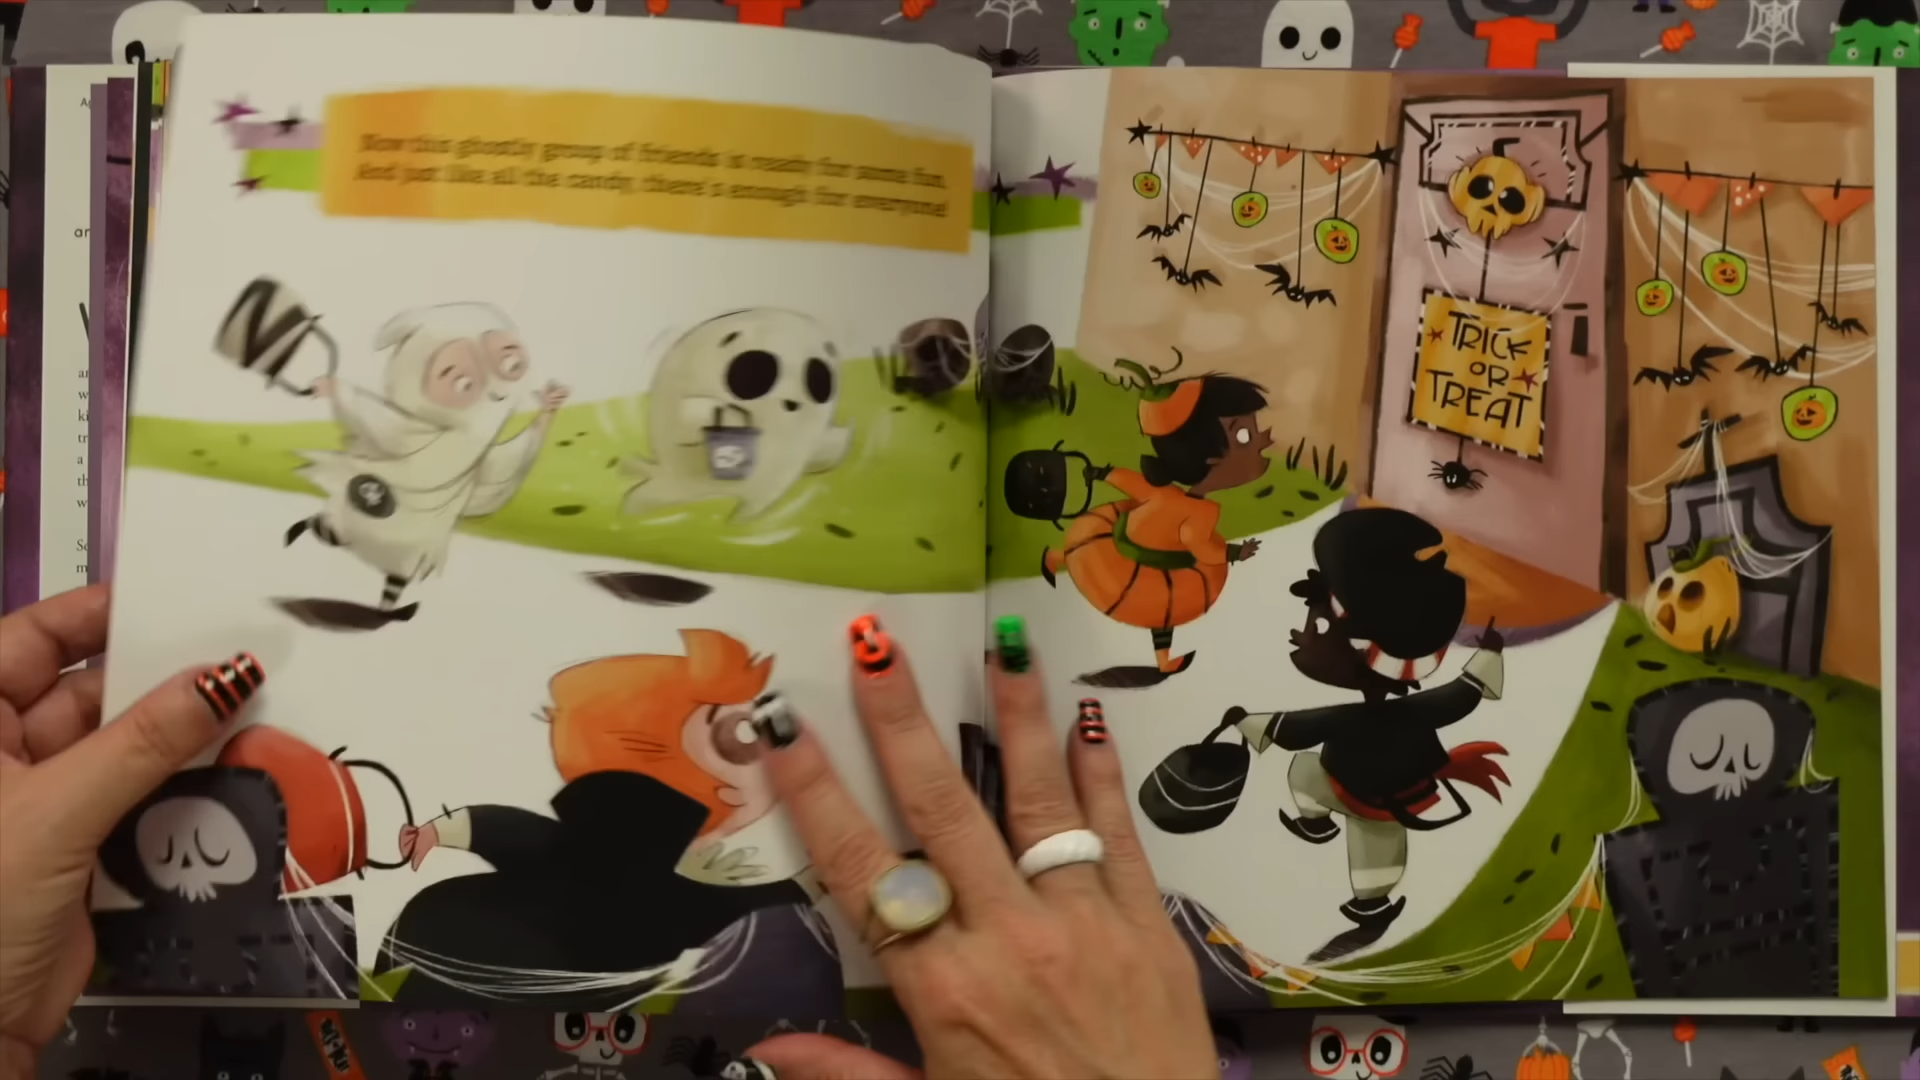 Now this ghostly group of friends is ready for some fun.
And just like all the candy, there's enough for everyone!
TRICK
OR
TREAT